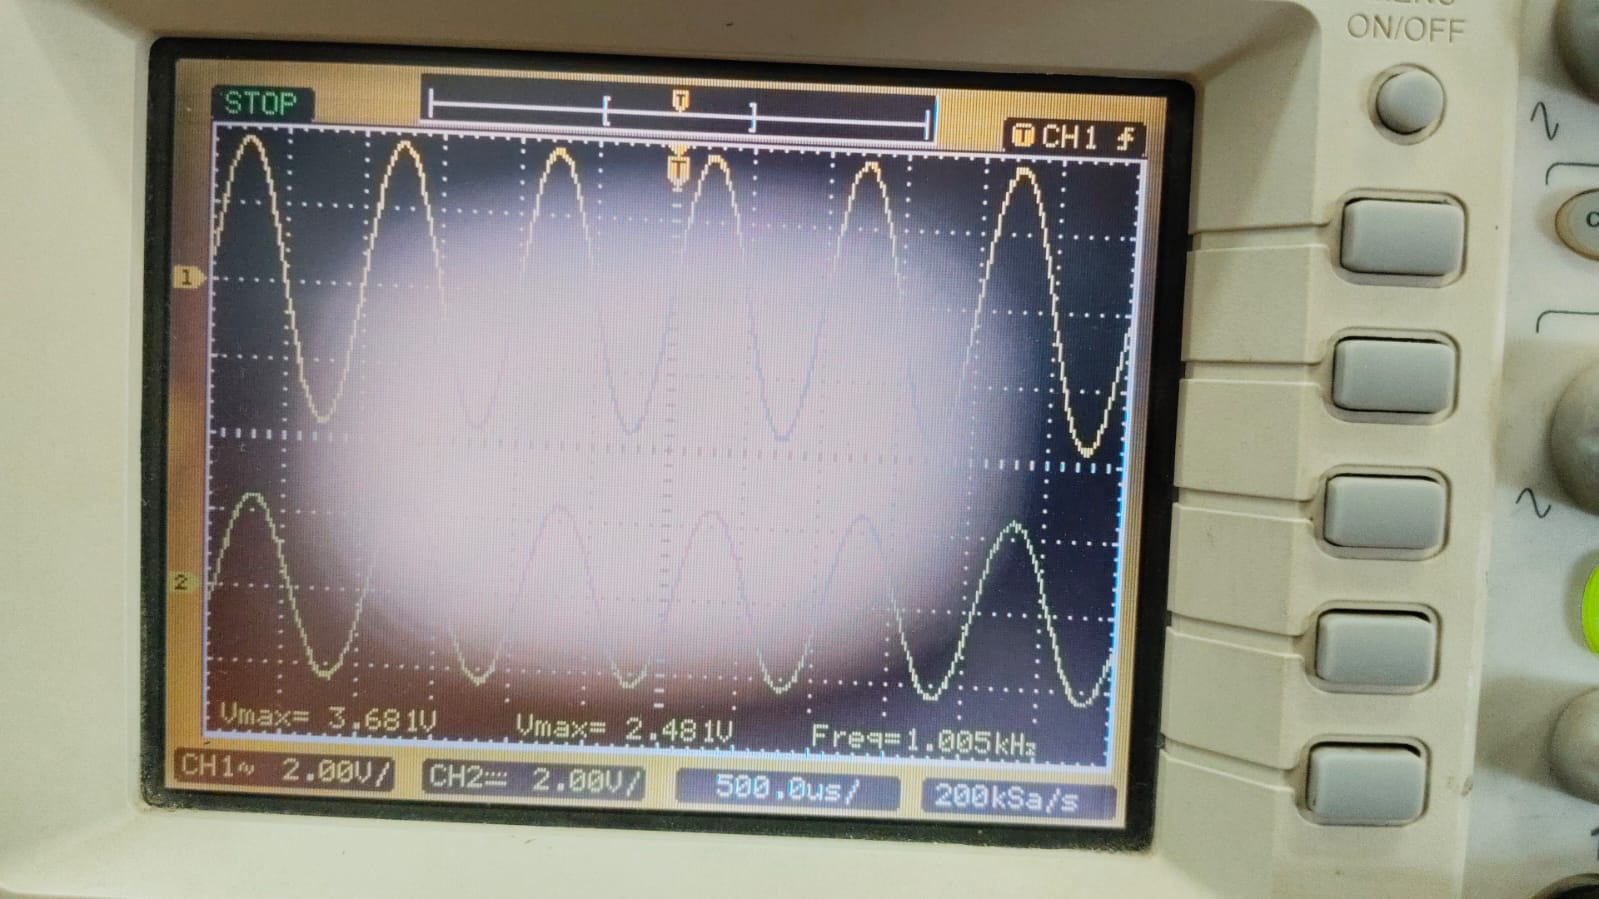 ON/OFF
STOP
T
T CH1
T
1
2
Vmax= 3.681V Vmax= 2.481V Freq=1.005kHz
CH1~ 2.00V/ CH2 2.00V/ 500.0us/ 200kSa/s